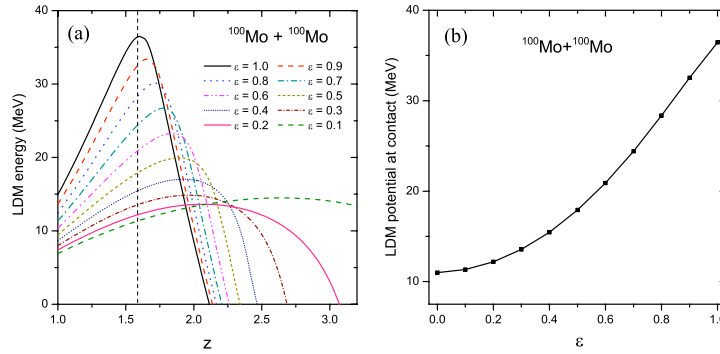 (a)
¹⁰⁰Mo + ¹⁰⁰Mo
ε = 1.0 ε = 0.9
ε = 0.8 ε = 0.7
ε = 0.6 ε = 0.5
ε = 0.4 ε = 0.3
ε = 0.2 ε = 0.1
LDM energy (MeV)
40
30
20
10
0
1.0 1.5 2.0 2.5 3.0
z
(b)
¹⁰⁰Mo+¹⁰⁰Mo
LDM potential at contact (MeV)
40
30
20
10
0
0.0 0.2 0.4 0.6 0.8 1.0
ε